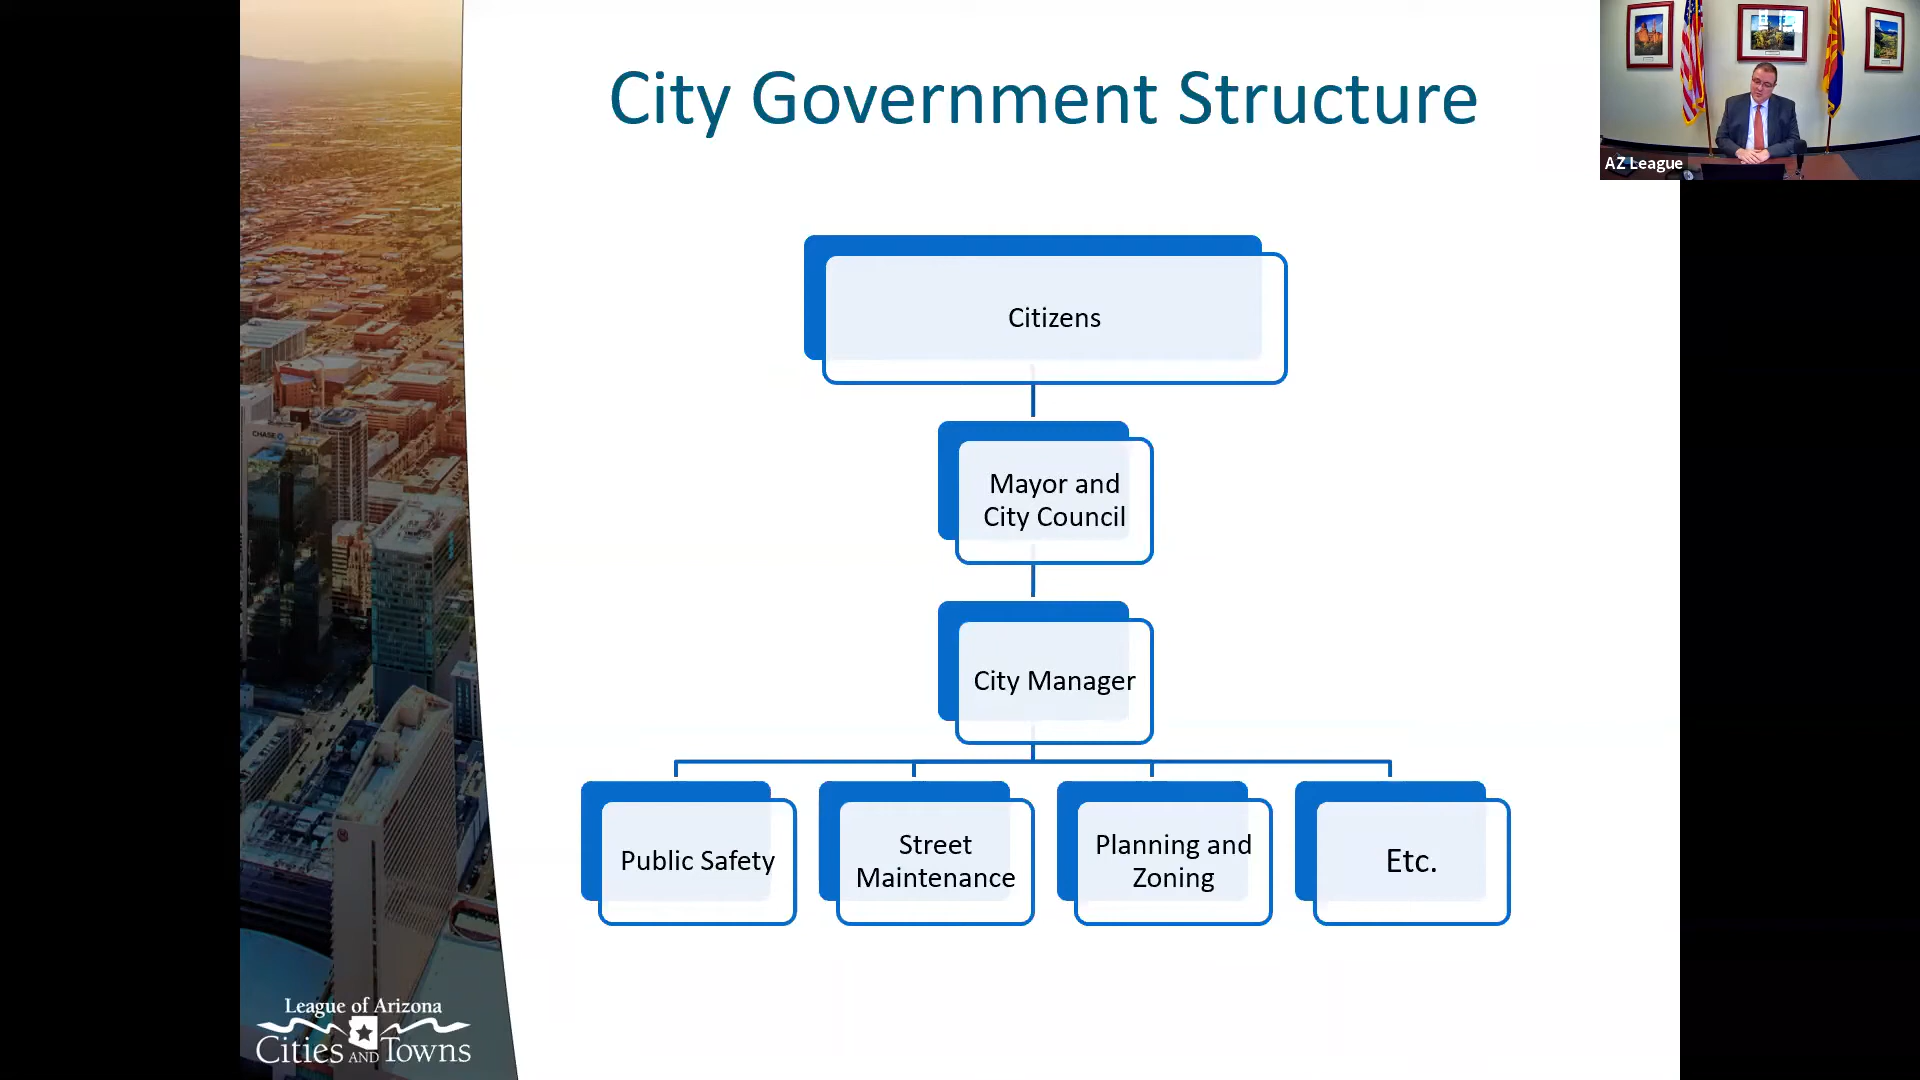 City Government Structure
AZ League
Citizens
CHASE
Mayor and
City Council
City Manager
Public Safety
Street
Maintenance
Planning and
Zoning
Etc.
League of Arizona
Cities AND Towns